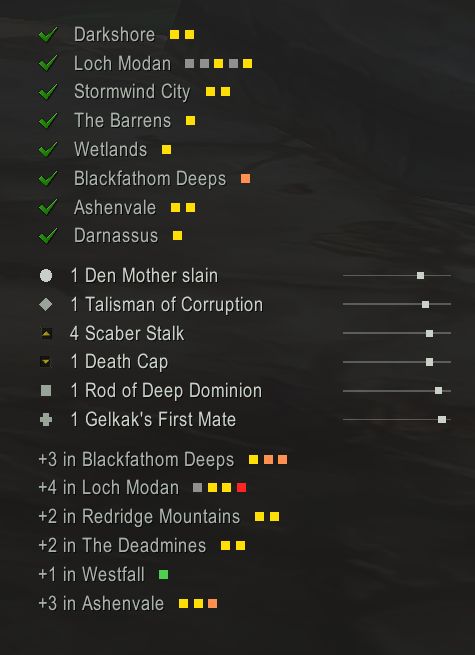 Darkshore
Loch Modan
Stormwind City
The Barrens
Wetlands
Blackfathom Deeps
Ashenvale
Darnassus
1 Den Mother slain
1 Talisman of Corruption
4 Scaber Stalk
1 Death Cap
1 Rod of Deep Dominion
1 Gelkak's First Mate
+3 in Blackfathom Deeps
+4 in Loch Modan
+2 in Redridge Mountains
+2 in The Deadmines
+1 in Westfall
+3 in Ashenvale